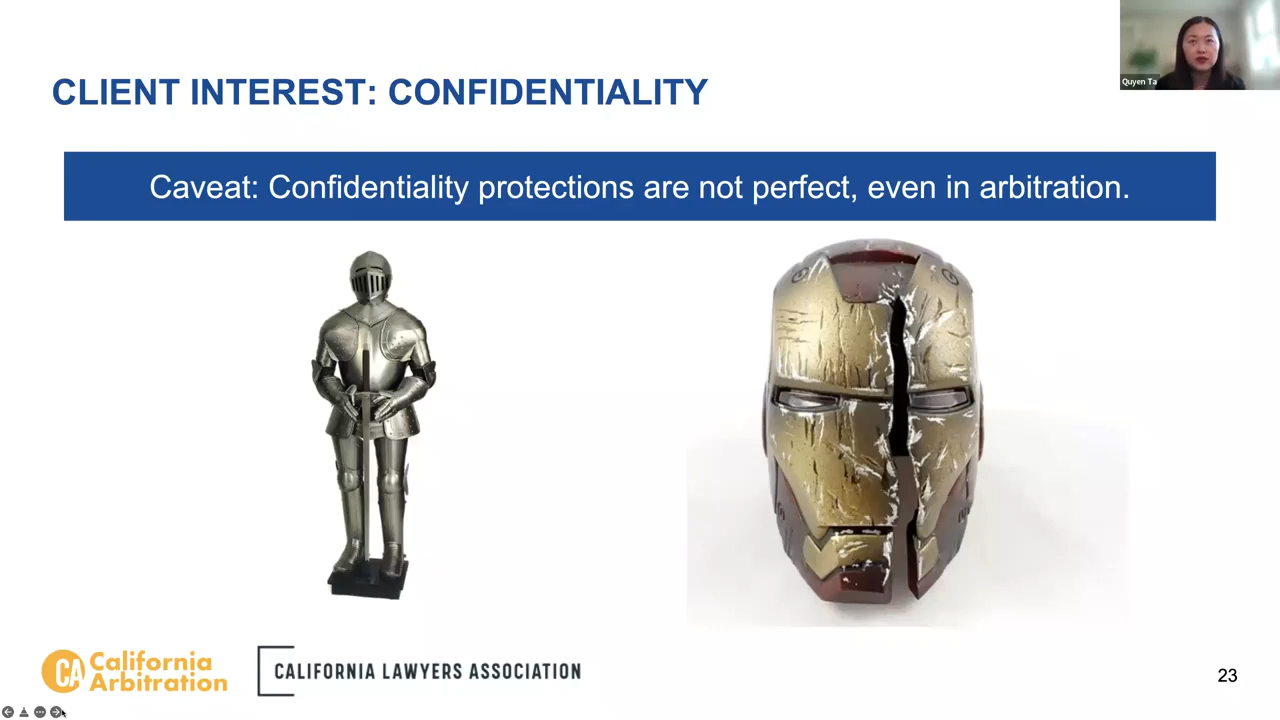 Quyen Ta
CLIENT INTEREST: CONFIDENTIALITY
Caveat: Confidentiality protections are not perfect, even in arbitration.
CA California
Arbitration
CALIFORNIA LAWYERS ASSOCIATION
23